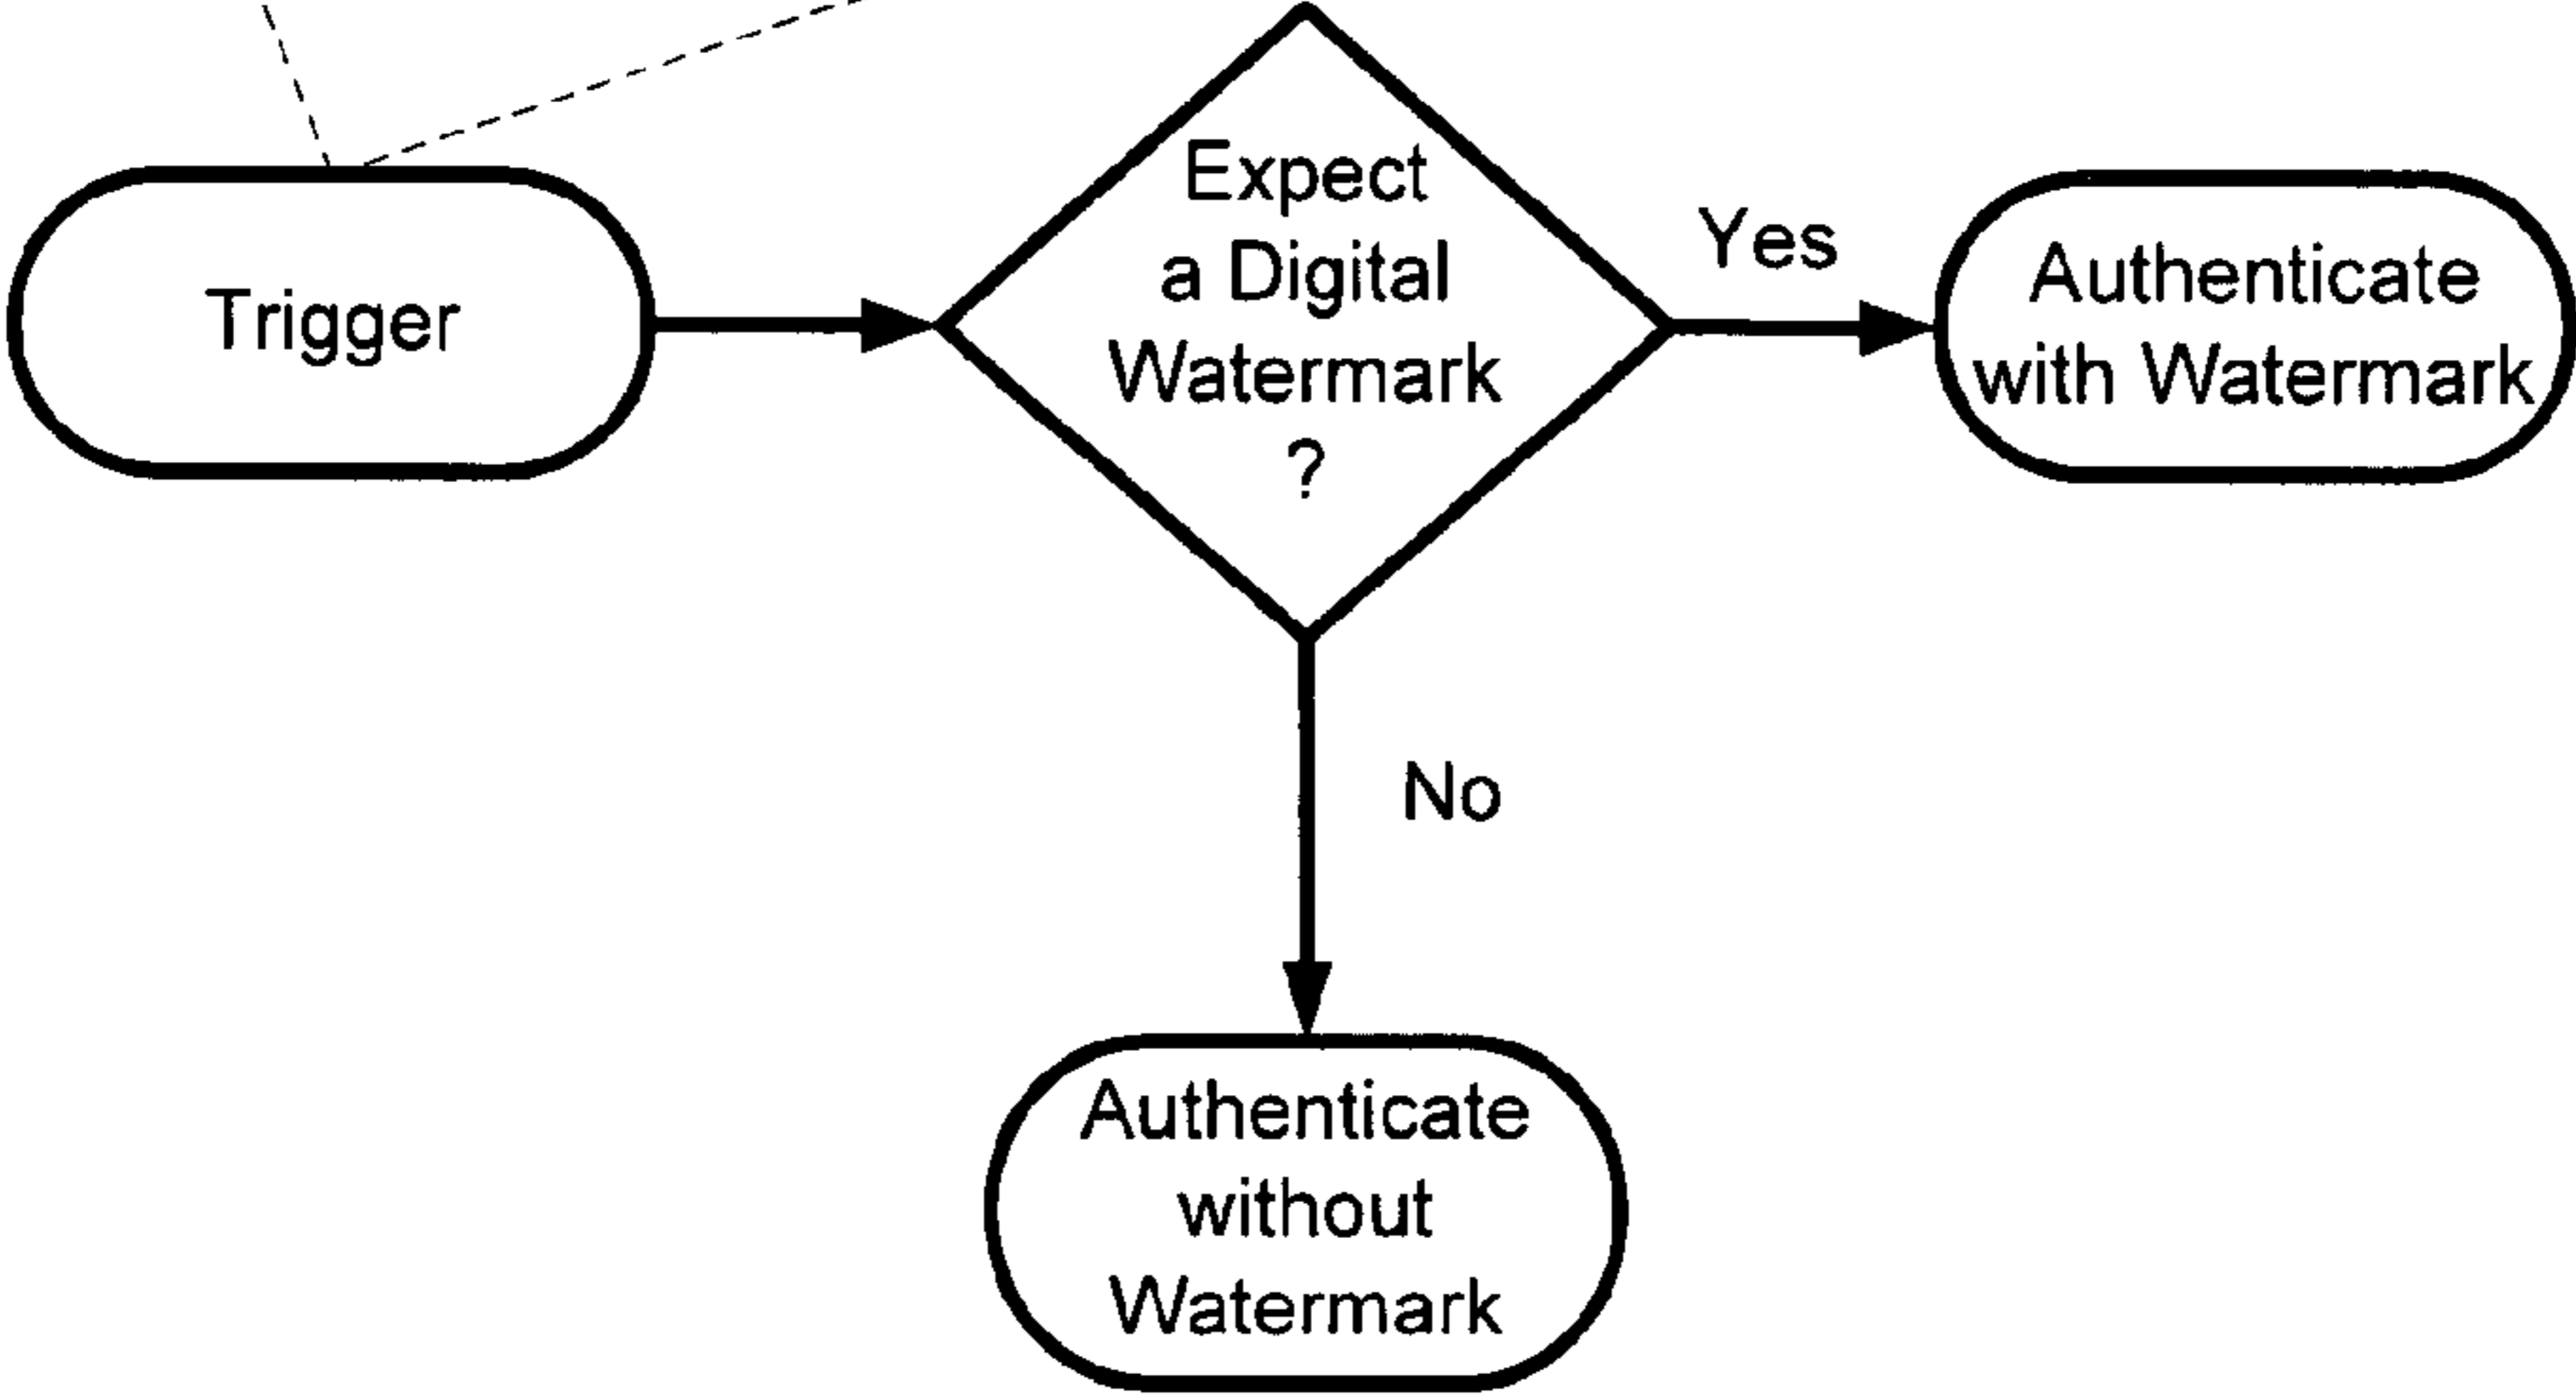 Trigger
Expect
a Digital
Watermark
?
Yes
Authenticate
with Watermark
No
Authenticate
without
Watermark